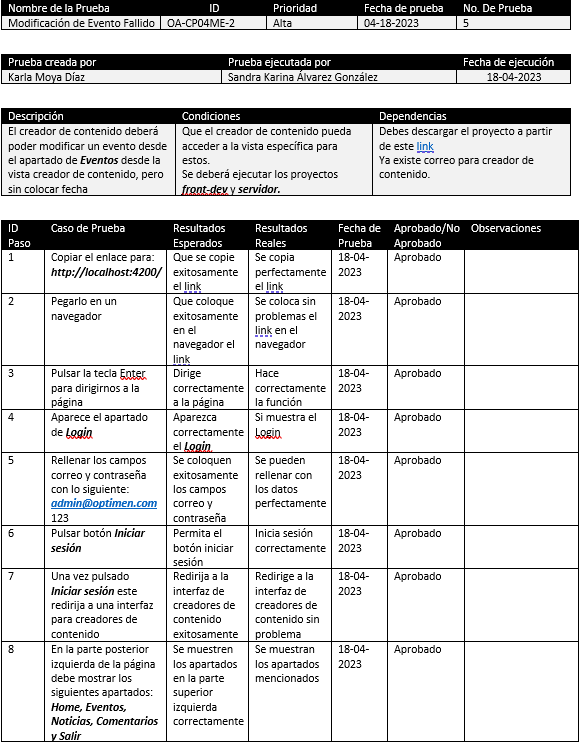 Nombre de la Prueba ID Prioridad Fecha de prueba No. De Prueba
Modificación de Evento Fallido OA-CP04ME-2 Alta 04-18-2023 5
Prueba creada por Prueba ejecutada por Fecha de ejecución
Karla Moya Díaz Sandra Karina Álvarez González 18-04-2023
Descripción Condiciones Dependencias
El creador de contenido deberá
poder modificar un evento desde
el apartado de Eventos desde la
vista creador de contenido, pero
sin colocar fecha
Que el creador de contenido pueda
acceder a la vista específica para
estos.
Se deberá ejecutar los proyectos
front-dev y servidor.
Debes descargar el proyecto a partir
de este link
Ya existe correo para creador de
contenido.
ID
Paso
Caso de Prueba
Resultados
Esperados
Resultados
Reales
Fecha de
Prueba
Aprobado/No
Aprobado
Observaciones
1
Copiar el enlace para:
http://localhost:4200/
Que se copie
exitosamente
el link
Se copia
perfectamente
el link
18-04-
2023
Aprobado
2
Pegarlo en un
navegador
Que coloque
exitosamente
en el
navegador el
link
Se coloca sin
problemas el
link en el
navegador
18-04-
2023
Aprobado
3
Pulsar la tecla Enter
para dirigirnos a la
página
Dirige
correctamente
a la página
Hace
correctamente
la función
18-04-
2023
Aprobado
4
Aparece el apartado
de Login
Aparezca
correctamente
el Login
Si muestra el
Login
18-04-
2023
Aprobado
5
Rellenar los campos
correo y contraseña
con lo siguiente:
admin@optimen.com
123
Se coloquen
exitosamente
los campos
correo y
contraseña
Se pueden
rellenar con
los datos
perfectamente
18-04-
2023
Aprobado
6
Pulsar botón Iniciar
sesión
Permita el
botón iniciar
sesión
Inicia sesión
correctamente
18-04-
2023
Aprobado
7
Una vez pulsado
Iniciar sesión este
redirija a una interfaz
para creadores de
contenido
Redirija a la
interfaz de
creadores de
contenido
exitosamente
Redirige a la
interfaz de
creadores de
contenido sin
problema
18-04-
2023
Aprobado
8
En la parte posterior
izquierda de la página
debe mostrar los
siguientes apartados:
Home, Eventos,
Noticias, Comentarios
y Salir
Se muestren
los apartados
en la parte
superior
izquierda
correctamente
Se muestran
los apartados
mencionados
18-04-
2023
Aprobado